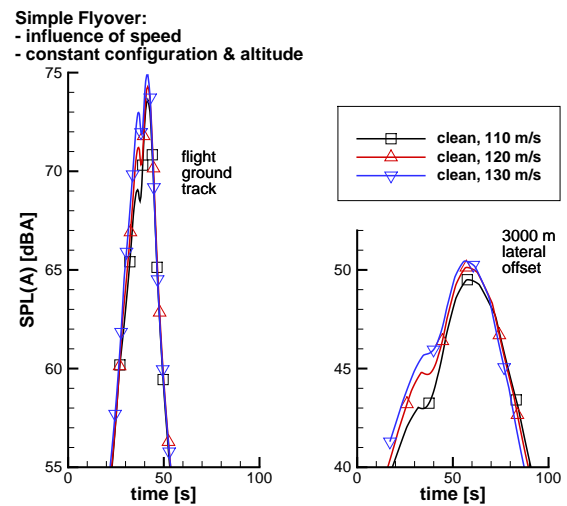 Simple Flyover:
- influence of speed
- constant configuration & altitude
75
70
65
60
55
SPL(A) [dBA]
flight
ground
track
0
50
100
time [s]
clean, 110 m/s
clean, 120 m/s
clean, 130 m/s
3000 m
lateral
offset
50
45
40
0
50
100
time [s]